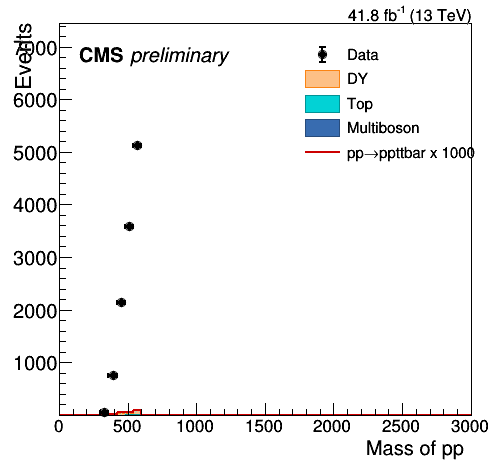 41.8 fb-1 (13 TeV)
Events
7000
6000
5000
4000
3000
2000
1000
CMS preliminary
Data
DY
Top
Multiboson
pp→ppttbar x 1000
0 500 1000 1500 2000 2500 3000
Mass of pp